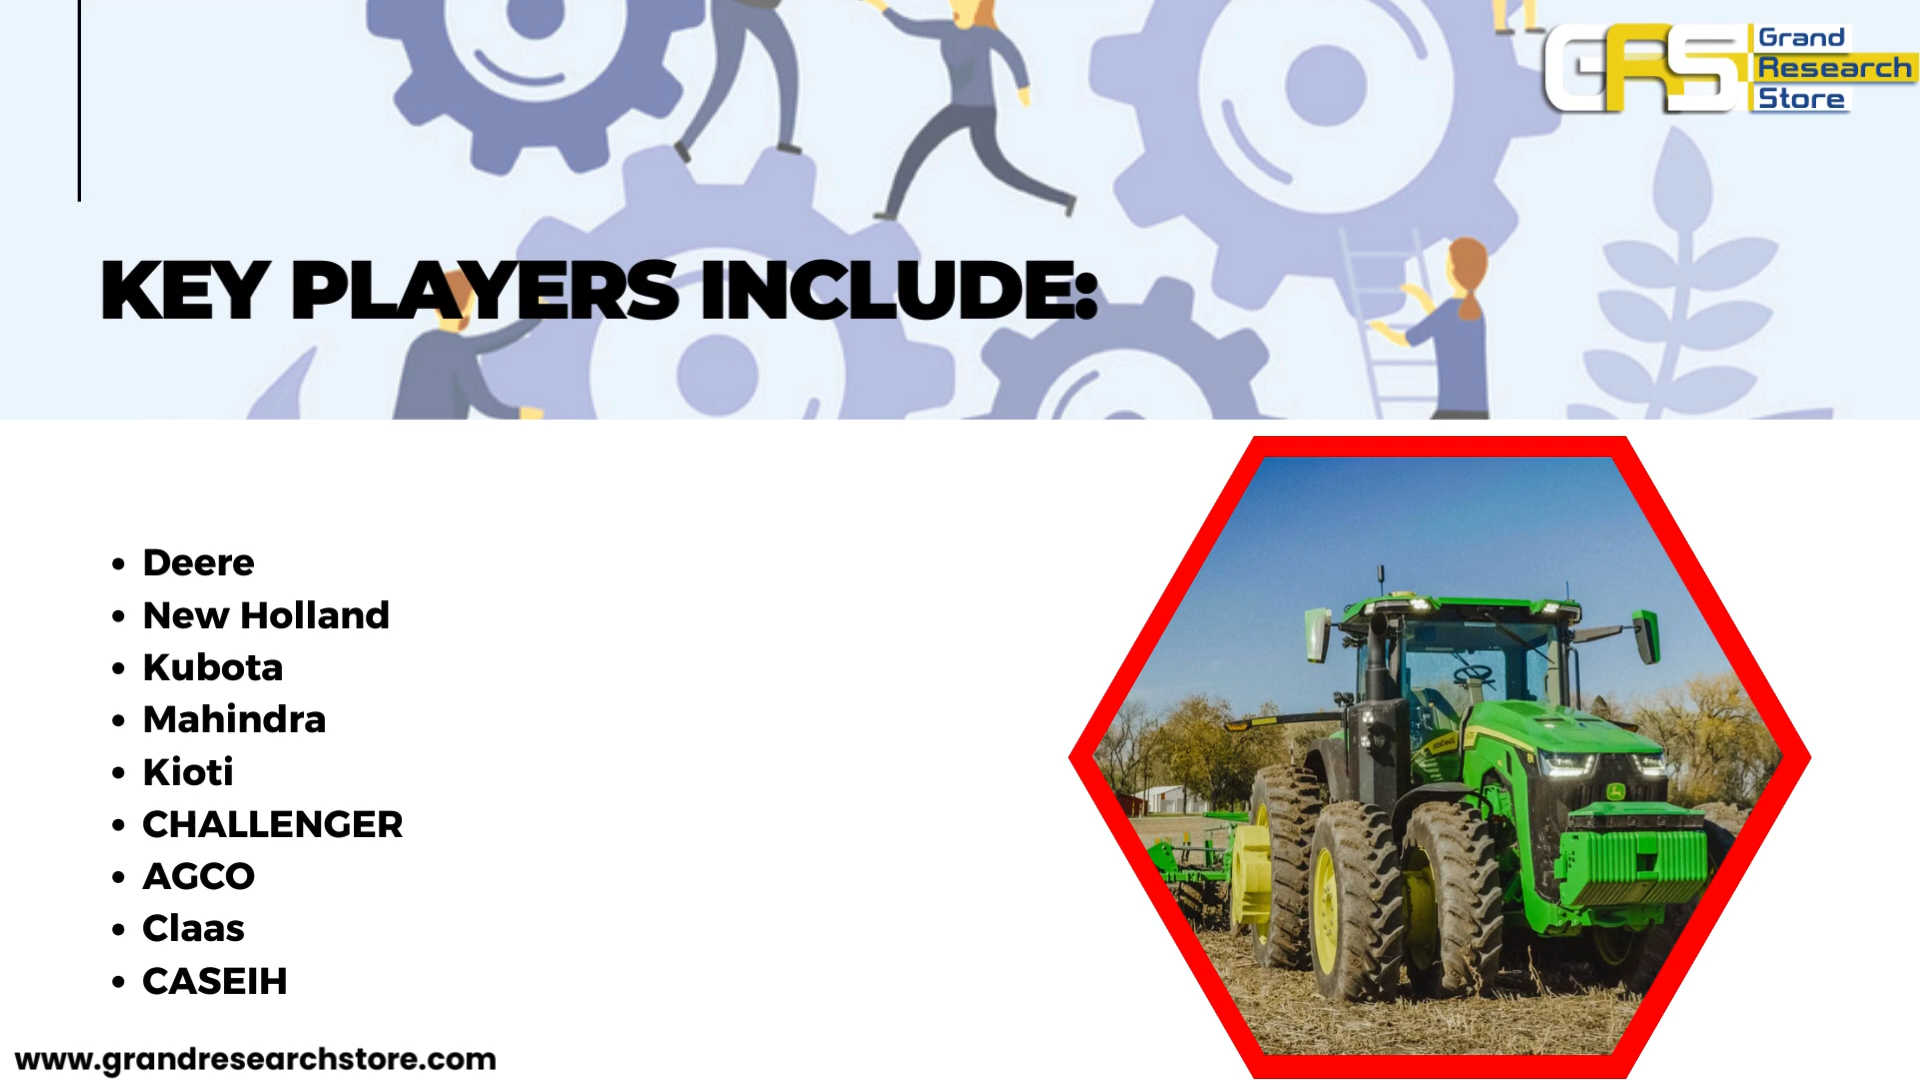 GRS
Grand
Research
Store
KEY PLAYERS INCLUDE:
• Deere
• New Holland
• Kubota
• Mahindra
• Kioti
• CHALLENGER
• AGCO
• Claas
• CASEIH
www.grandresearchstore.com